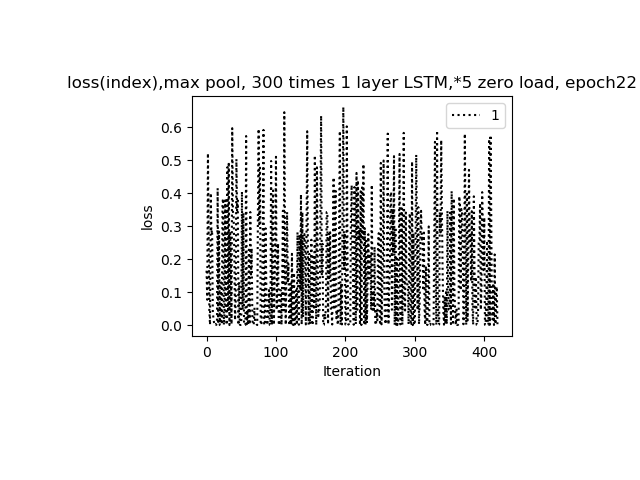 loss(index),max pool, 300 times 1 layer LSTM,*5 zero load, epoch22
1
loss
0.6
0.5
0.4
0.3
0.2
0.1
0.0
0 100 200 300 400
Iteration